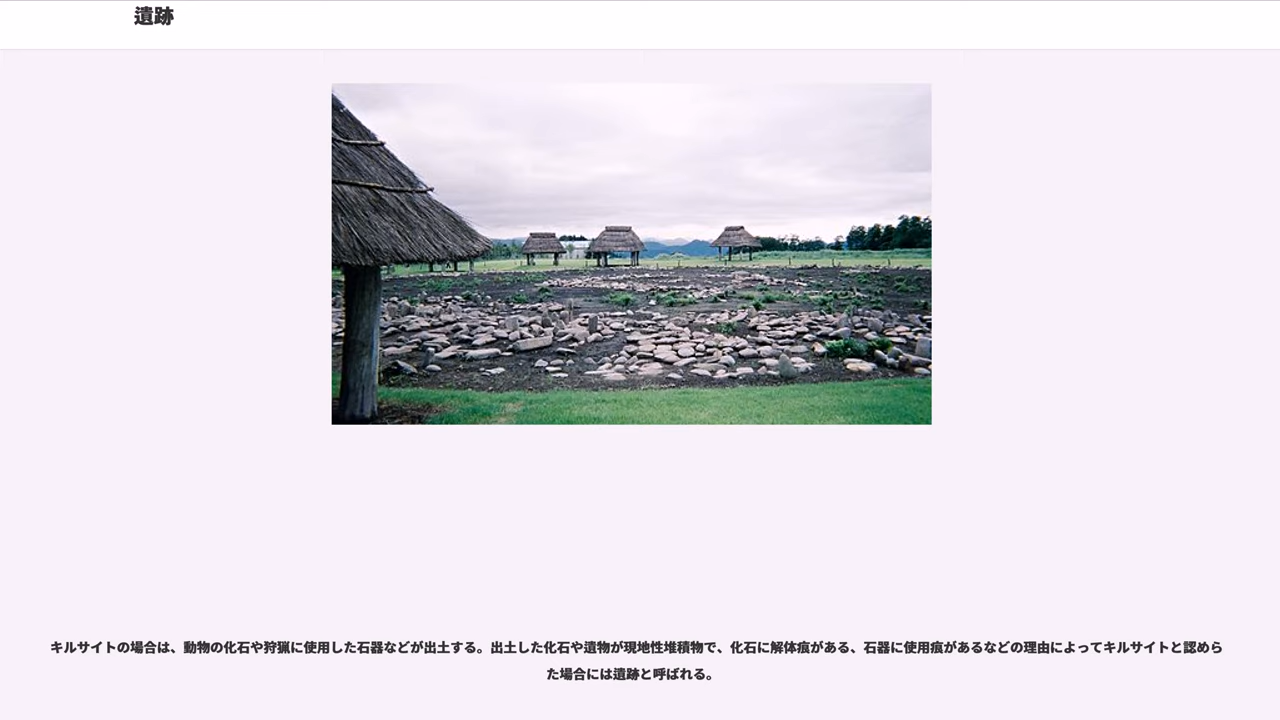 遺跡
キルサイトの場合は、動物の化石や狩猟に使用した石器などが出土する。出土した化石や遺物が現地性堆積物で、化石に解体痕がある、石器に使用痕があるなどの理由によってキルサイトと認めら
た場合には遺跡と呼ばれる。